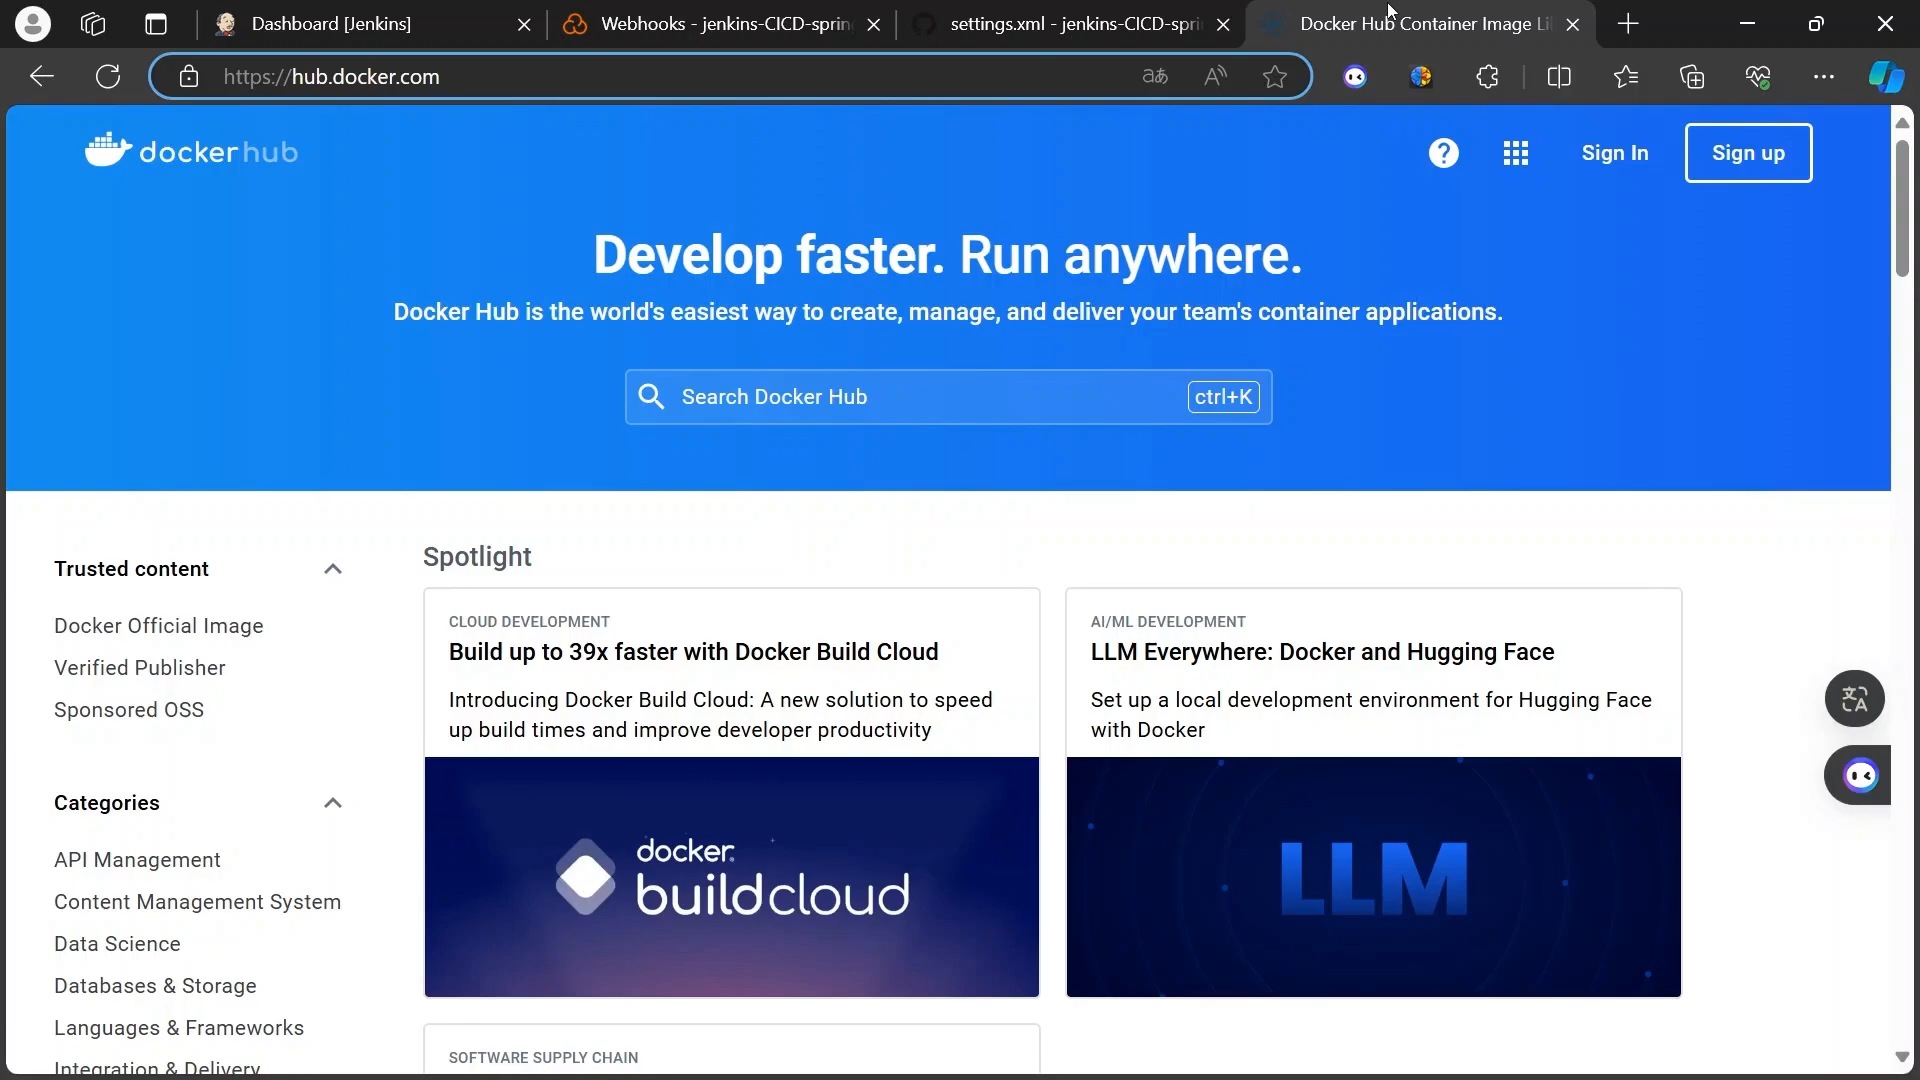 Dashboard [Jenkins]
Webhooks - jenkins-CICD-sprin
settings.xml - jenkins-CICD-spri
Docker Hub Container Image Li
https://hub.docker.com
docker hub
Sign In
Sign up
Develop faster. Run anywhere.
Docker Hub is the world's easiest way to create, manage, and deliver your team's container applications.
Search Docker Hub
ctrl+K
Trusted content
Docker Official Image
Verified Publisher
Sponsored OSS
Categories
API Management
Content Management System
Data Science
Databases & Storage
Languages & Frameworks
Integration & Delivery
Spotlight
CLOUD DEVELOPMENT
Build up to 39x faster with Docker Build Cloud
Introducing Docker Build Cloud: A new solution to speed
up build times and improve developer productivity
docker.
buildcloud
AI/ML DEVELOPMENT
LLM Everywhere: Docker and Hugging Face
Set up a local development environment for Hugging Face
with Docker
LLM
SOFTWARE SUPPLY CHAIN